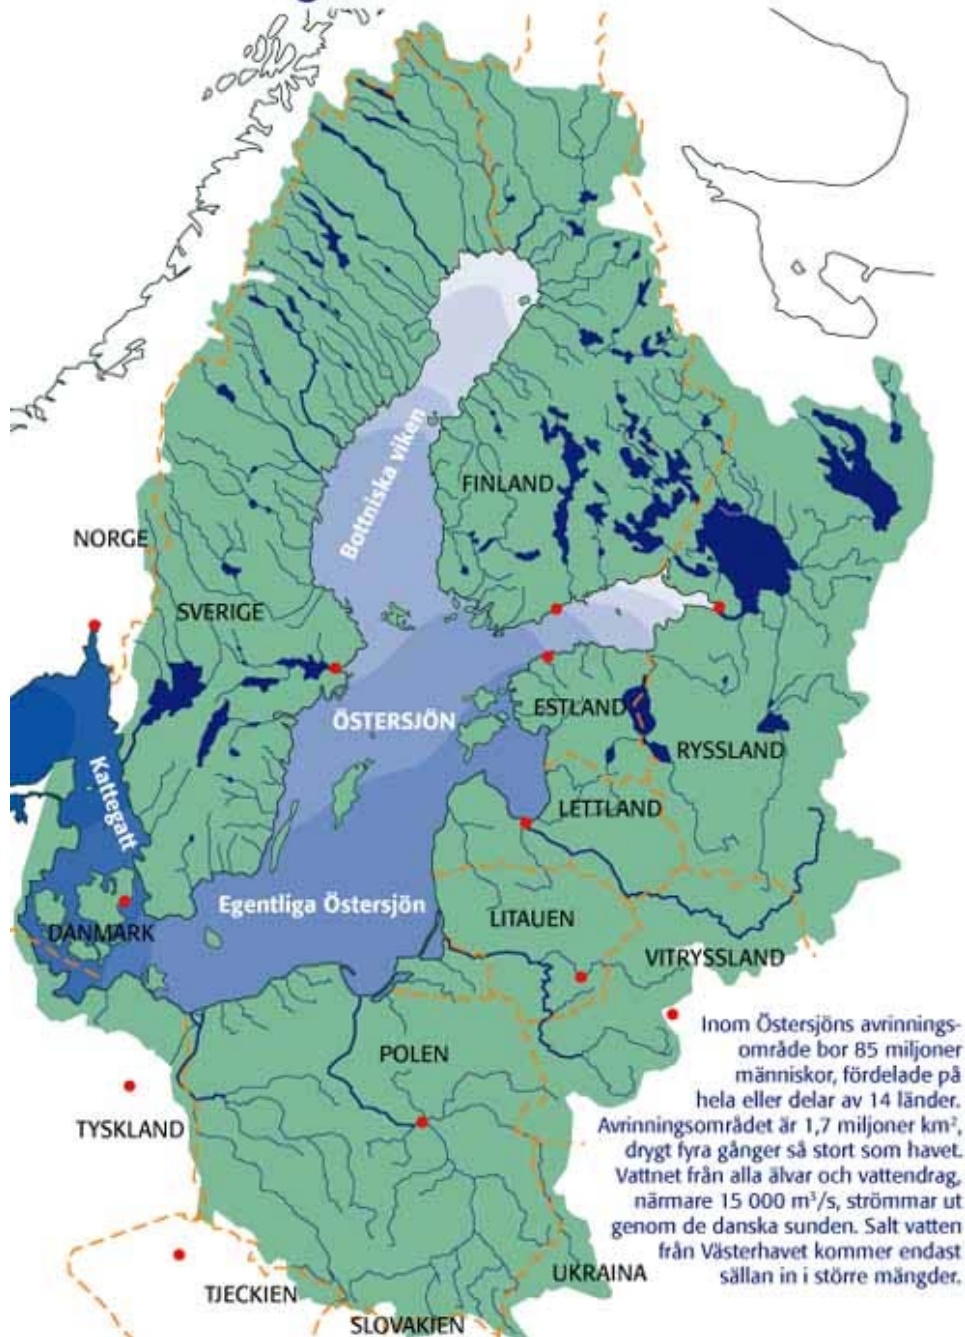 Bottniska viken
FINLAND
NORGE
SVERIGE
ÖSTERSJÖN
ESTLAND
RYSSLAND
Kattegatt
LETTLAND
Egentliga Östersjön
LITAUEN
DANMARK
VITRYSSLAND
POLEN
TYSKLAND
UKRAINA
TJECKIEN
SLOVAKIEN
Inom Östersjöns avrinnings-
område bor 85 miljoner
människor, fördelade på
hela eller delar av 14 länder.
Avrinningsområdet är 1,7 miljoner km²,
drygt fyra gånger så stort som havet.
Vattnet från alla älvar och vattendrag,
närmare 15 000 m³/s, strömmar ut
genom de danska sunden. Salt vatten
från Västerhavet kommer endast
sällan in i större mängder.